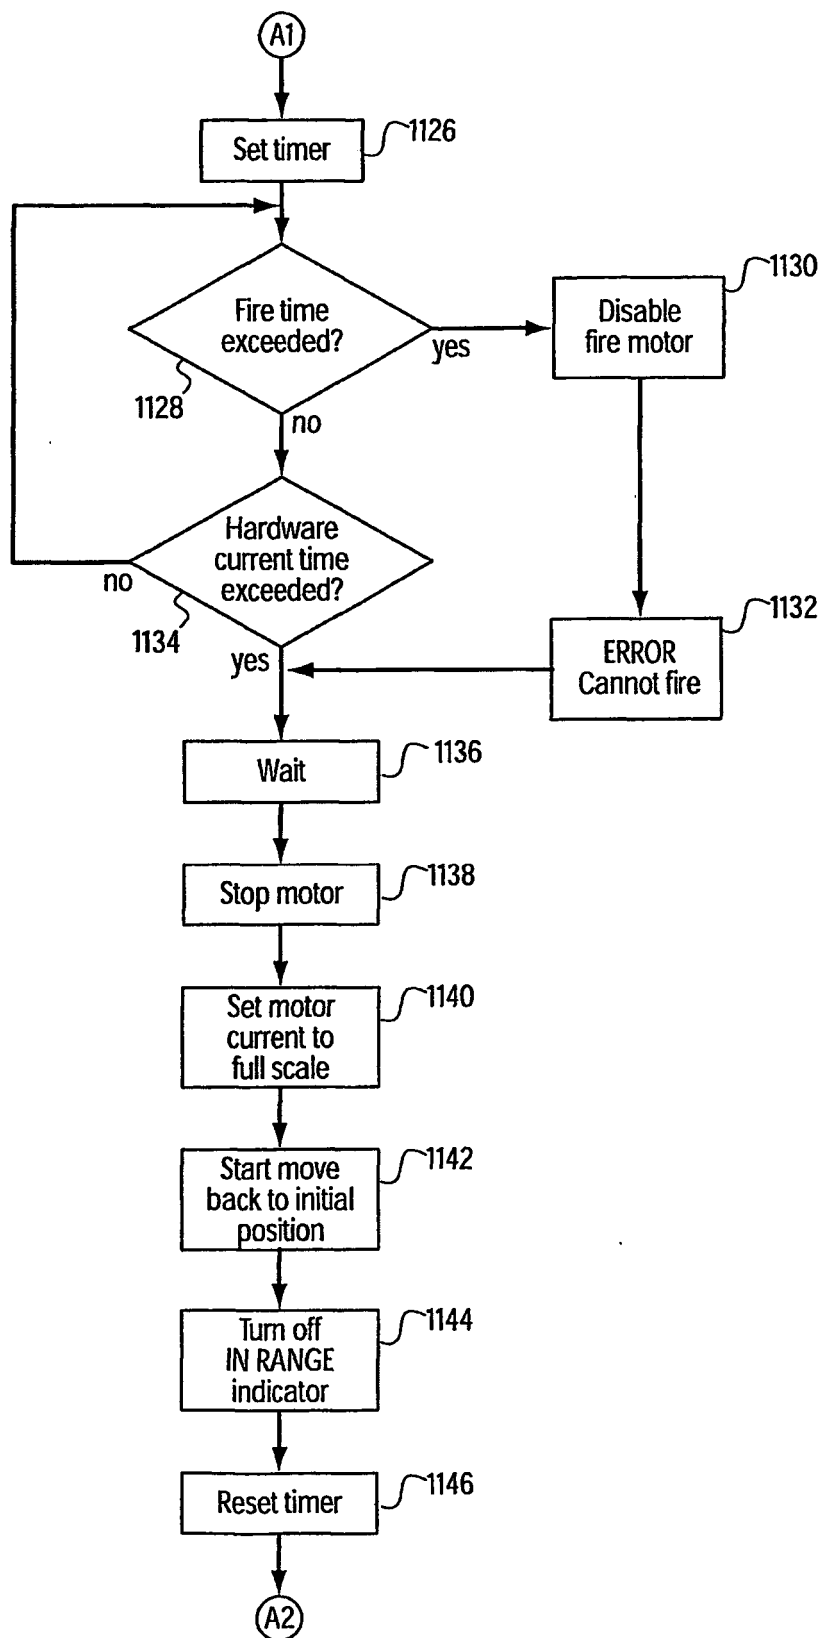 A1
Set timer
1126
Fire time
exceeded?
yes
1128
no
Disable
fire motor
1130
Hardware
current time
exceeded?
no
1134
yes
ERROR
Cannot fire
1132
Wait
1136
Stop motor
1138
Set motor
current to
full scale
1140
Start move
back to initial
position
1142
Turn off
IN RANGE
indicator
1144
Reset timer
1146
A2